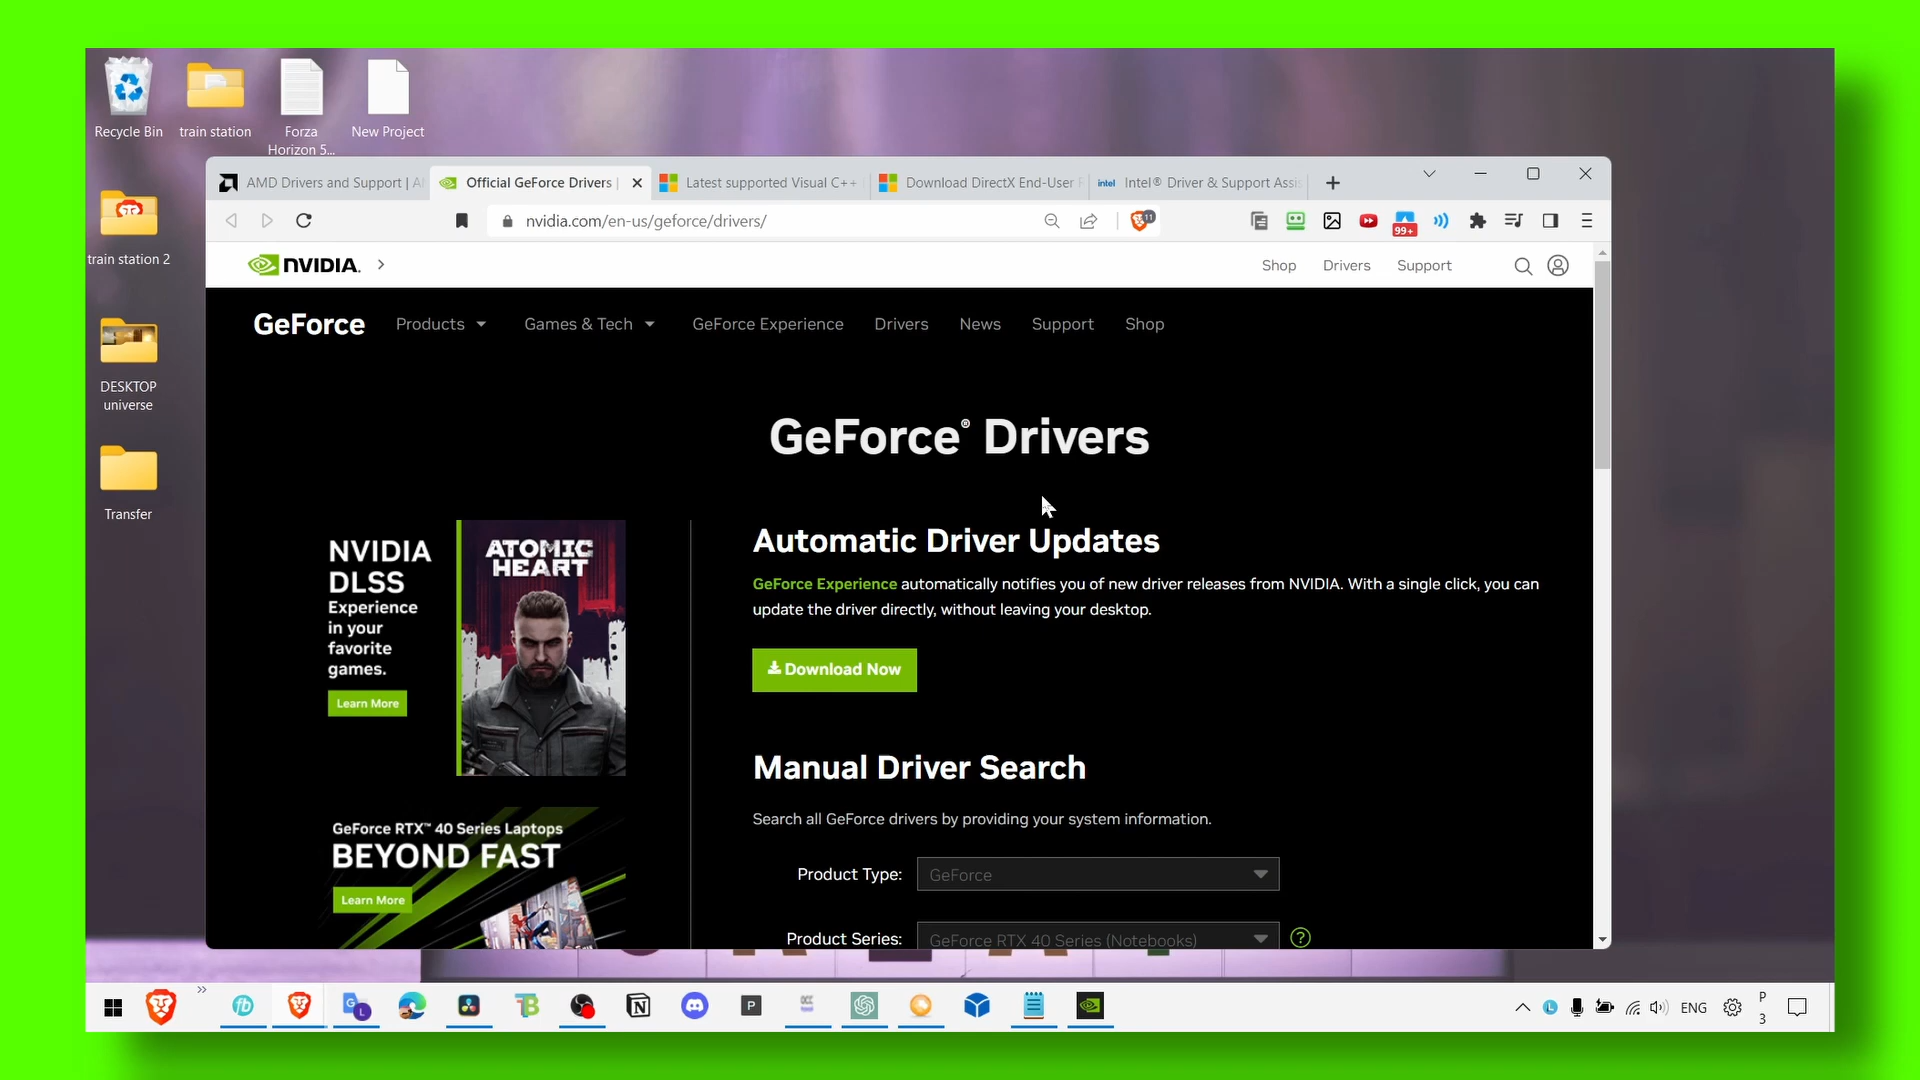 Recycle Bin
train station
Forza
Horizon 5...
New Project
train station 2
DESKTOP
universe
Transfer
AMD Drivers and Support |
Official GeForce Drivers |
Latest supported Visual C++
Download DirectX End-User
intel
Intel® Driver & Support Assis
nvidia.com/en-us/geforce/drivers/
11
99+
NVIDIA.
Shop
Drivers
Support
GeForce
Products
Games & Tech
GeForce Experience
Drivers
News
Support
Shop
GeForce® Drivers
NVIDIA
DLSS
Experience
in your
favorite
games.
Learn More
ATOMIC
HEART
Automatic Driver Updates
GeForce Experience automatically notifies you of new driver releases from NVIDIA. With a single click, you can
update the driver directly, without leaving your desktop.
Download Now
Manual Driver Search
Search all GeForce drivers by providing your system information.
GeForce RTX™ 40 Series Laptops
BEYOND FAST
Learn More
Product Type:
GeForce
Product Series:
GeForce RTX 40 Series (Notebooks)
?
ENG
P
3